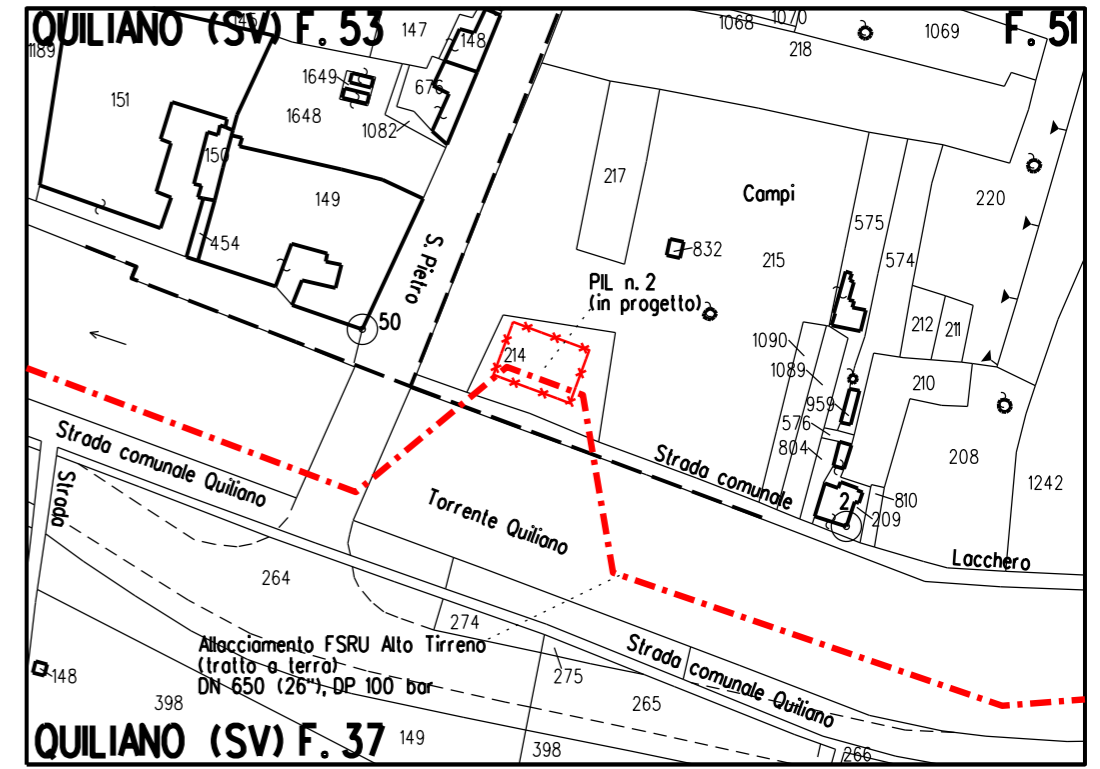 QUILIANO (SV) F. 53
F. 51
145
147
148
1068
1070
1069
218
1189
151
1649
676
1648
1082
150
217
Campi
220
149
575
454
S. Pietro
832
215
574
PIL n. 2
(in progetto)
50
212
211
214
1090
1089
210
959
576
Strada comunale Quiliano
804
Strada comunale
208
1242
Strada
Torrente Quiliano
2
810
209
Lacchero
264
274
Allacciamento FSRU Alto Tirreno
(tratto a terra)
DN 650 (26"), DP 100 bar
Strada comunale Quiliano
148
275
398
265
QUILIANO (SV) F. 37
149
398
266